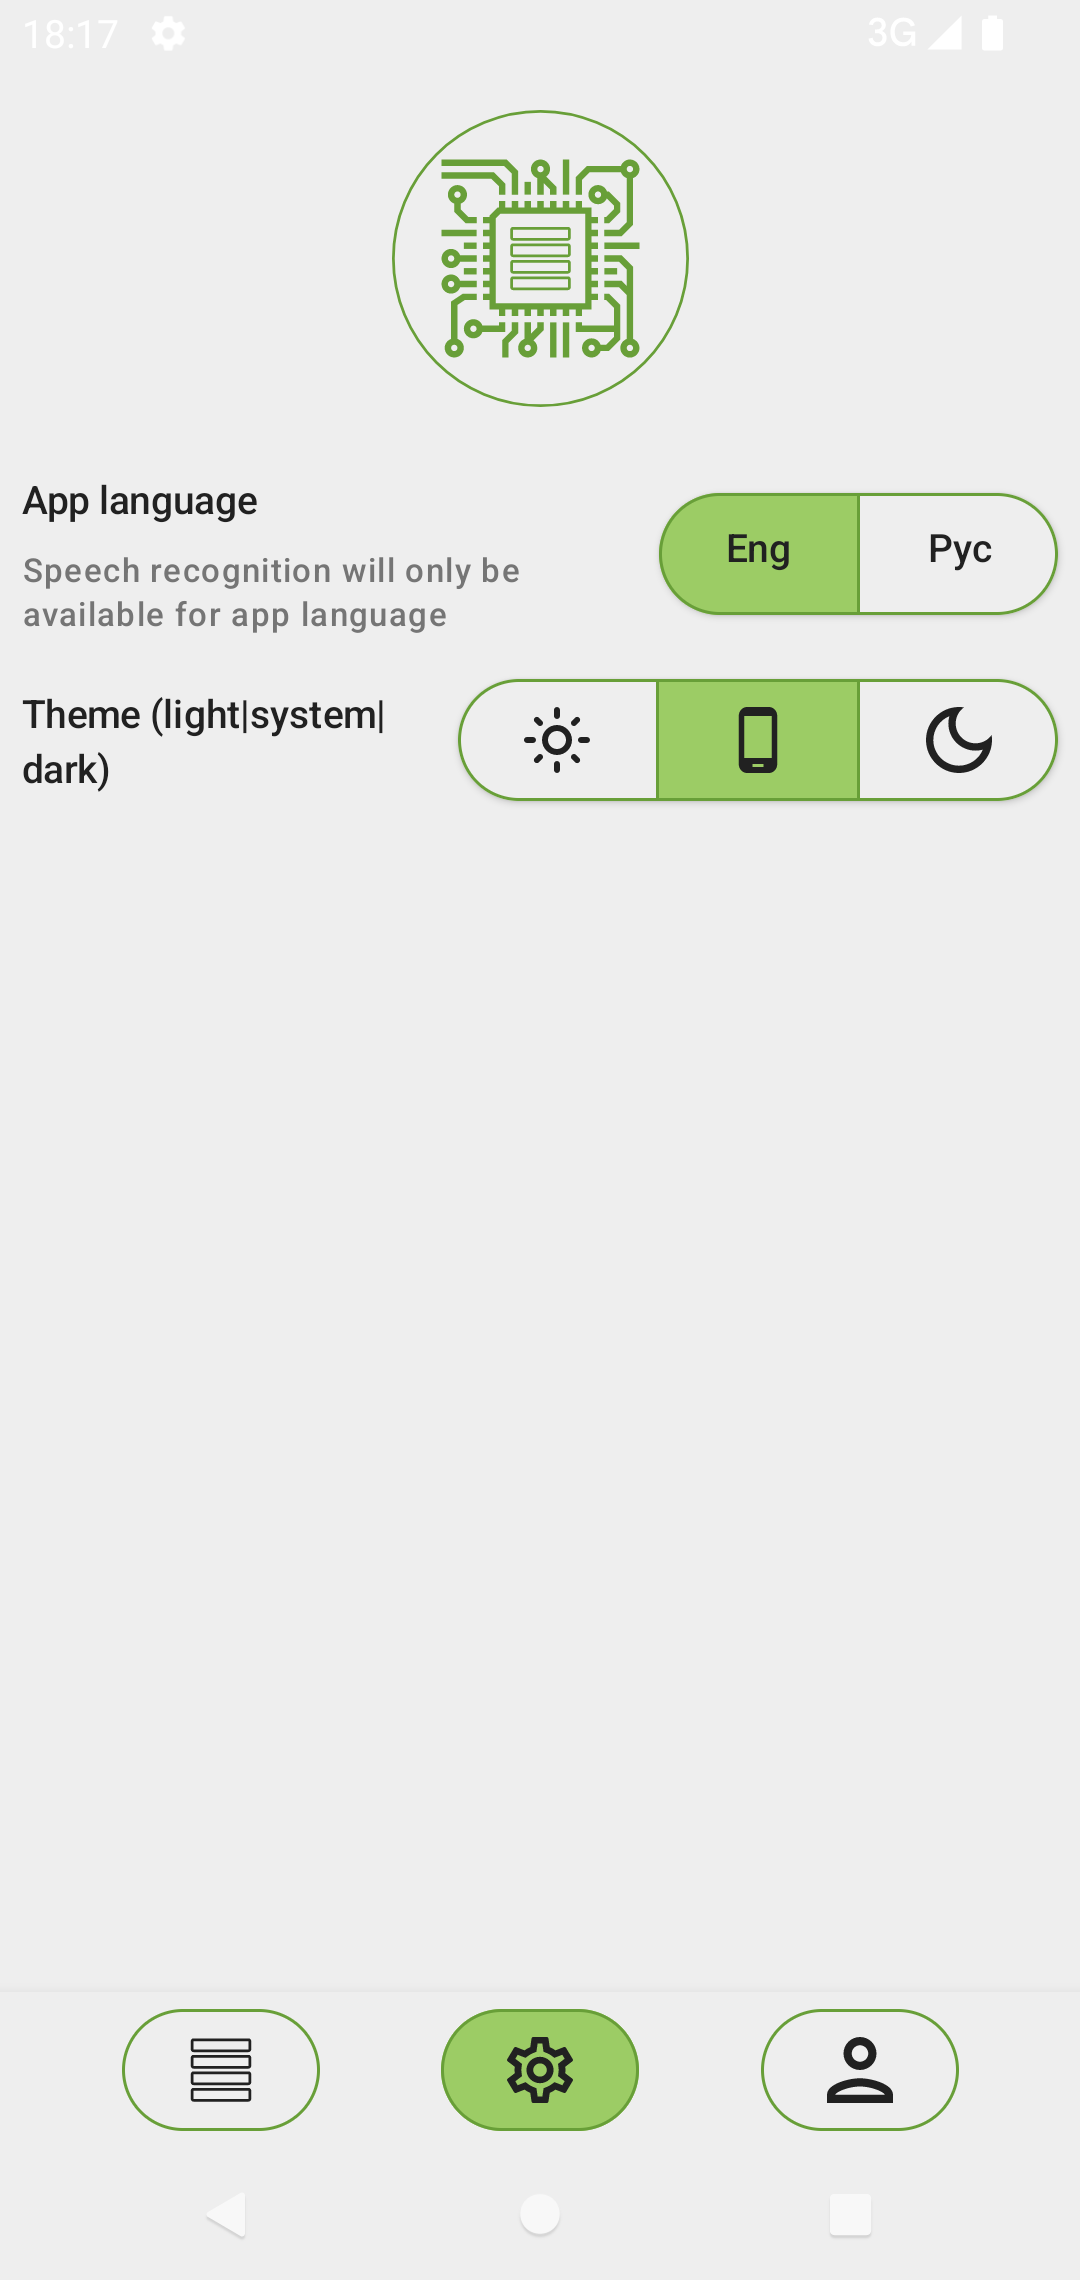 18:17
3G
App language
Speech recognition will only be
available for app language
Eng
Рус
Theme (light|system|
dark)